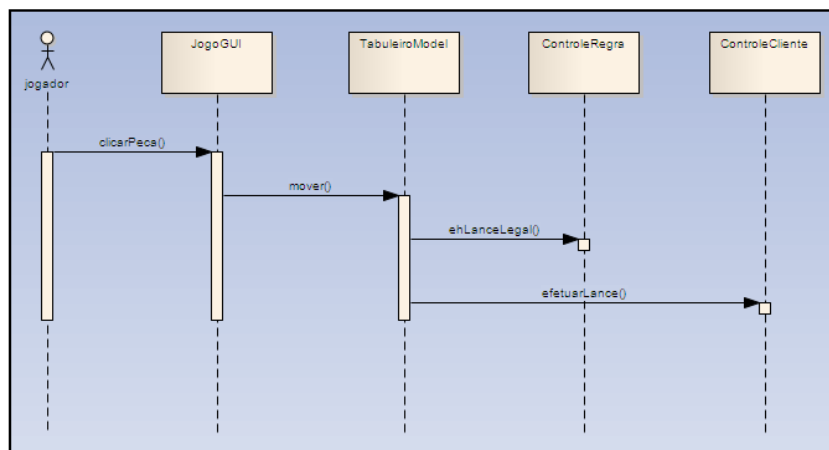 JogoGUI
TabuleiroModel
ControleRegra
ControleCliente
jogador
clicarPeca()
mover()
ehLanceLegal()
efetuarLance()